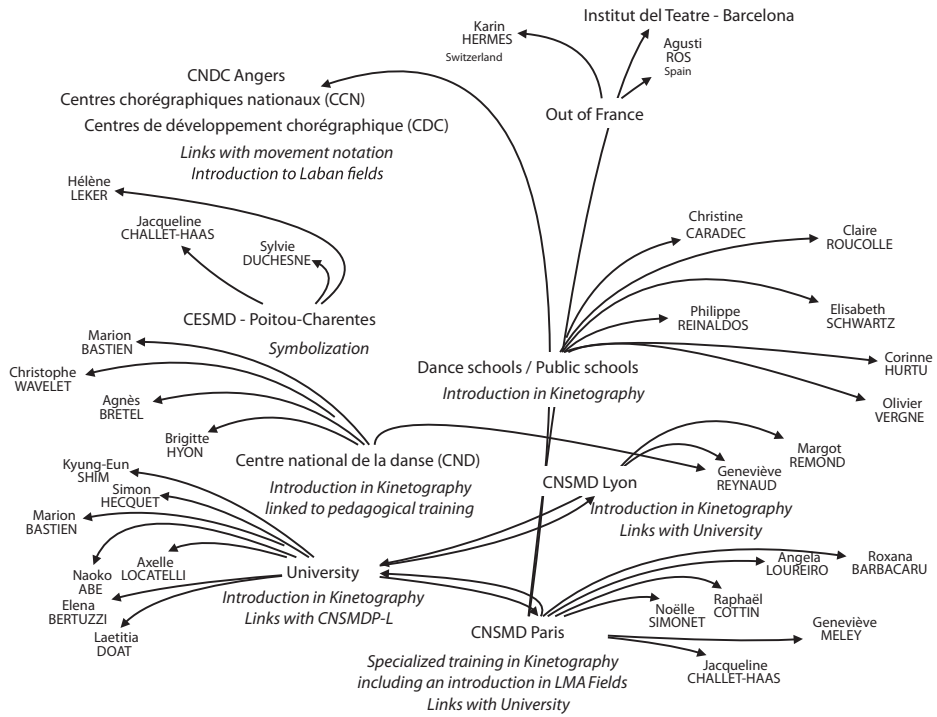 Institut del Teatre - Barcelona
Karin
HERMES
Switzerland
Agusti
ROS
Spain
Out of France
CNDC Angers
Centres chorégraphiques nationaux (CCN)
Centres de développement chorégraphique (CDC)
Links with movement notation
Introduction to Laban fields
Hélène
LEKER
Jacqueline
CHALLET-HAAS
Sylvie
DUCHESNE
CESMD - Poitou-Charentes
Symbolization
Christine
CARADEC
Claire
ROUCOLLE
Elisabeth
SCHWARTZ
Philippe
REINALDOS
Corinne
HURTU
Olivier
VERGNE
Dance schools / Public schools
Introduction in Kinetography
Marion
BASTIEN
Christophe
WAVELET
Agnès
BRETEL
Brigitte
HYON
Centre national de la danse (CND)
Introduction in Kinetography
linked to pedagogical training
Margot
REMOND
Geneviève
REYNAUD
CNSMD Lyon
Introduction in Kinetography
Links with University
Kyung-Eun
SHIM
Simon
HECQUET
Marion
BASTIEN
Naoko
ABE
Axelle
LOCATELLI
Elena
BERTUZZI
Laetitia
DOAT
University
Introduction in Kinetography
Links with CNSMDP-L
Angela
LOUREIRO
Roxana
BARBACARU
Raphaël
COTTIN
Noëlle
SIMONET
Geneviève
MELEY
Jacqueline
CHALLET-HAAS
CNSMD Paris
Specialized training in Kinetography
including an introduction in LMA Fields
Links with University